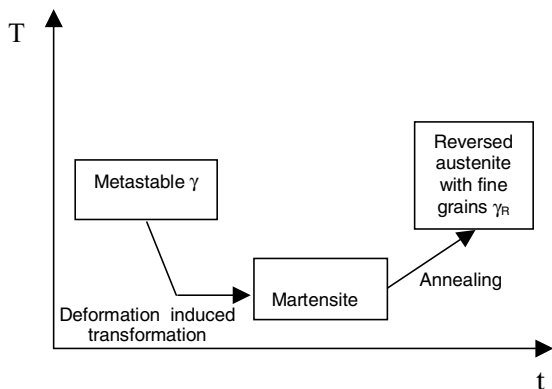 T
Metastable γ
Reversed
austenite
with fine
grains γR
Annealing
Martensite
Deformation induced
transformation
t